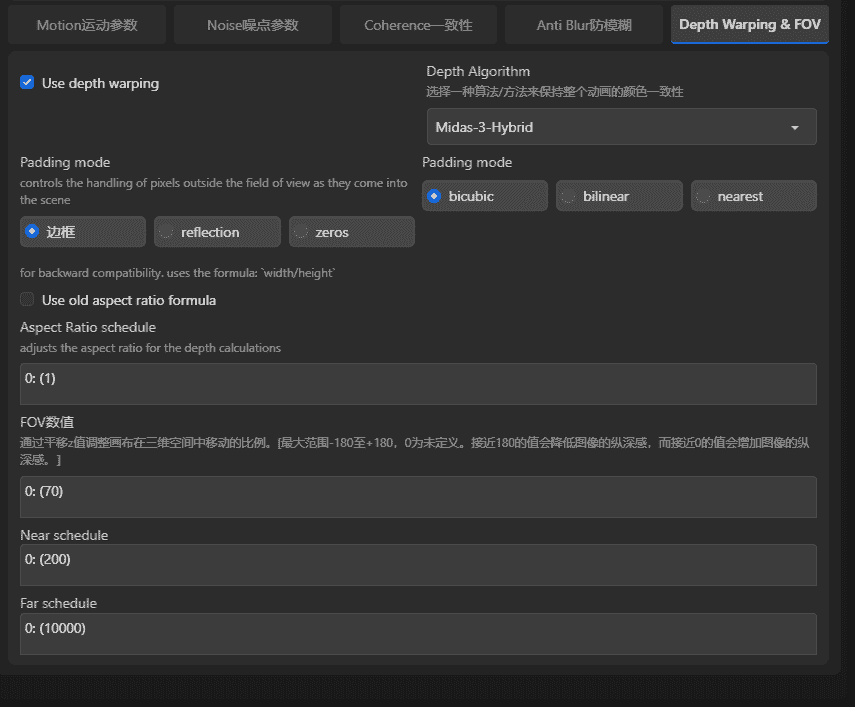 Motion运动参数
Noise噪点参数
Coherence一致性
Anti Blur防模糊
Depth Warping & FOV
Use depth warping
Depth Algorithm
选择一种算法/方法来保持整个动画的颜色一致性
Midas-3-Hybrid
Padding mode
controls the handling of pixels outside the field of view as they come into
the scene
边框
reflection
zeros
Padding mode
bicubic
bilinear
nearest
for backward compatibility. uses the formula: `width/height`
Use old aspect ratio formula
Aspect Ratio schedule
adjusts the aspect ratio for the depth calculations
0: (1)
FOV数值
通过平移z值调整画布在三维空间中移动的比例。[最大范围-180至+180，0为未定义。接近180的值会降低图像的纵深感，而接近0的值会增加图像的纵
深感。]
0: (70)
Near schedule
0: (200)
Far schedule
0: (10000)